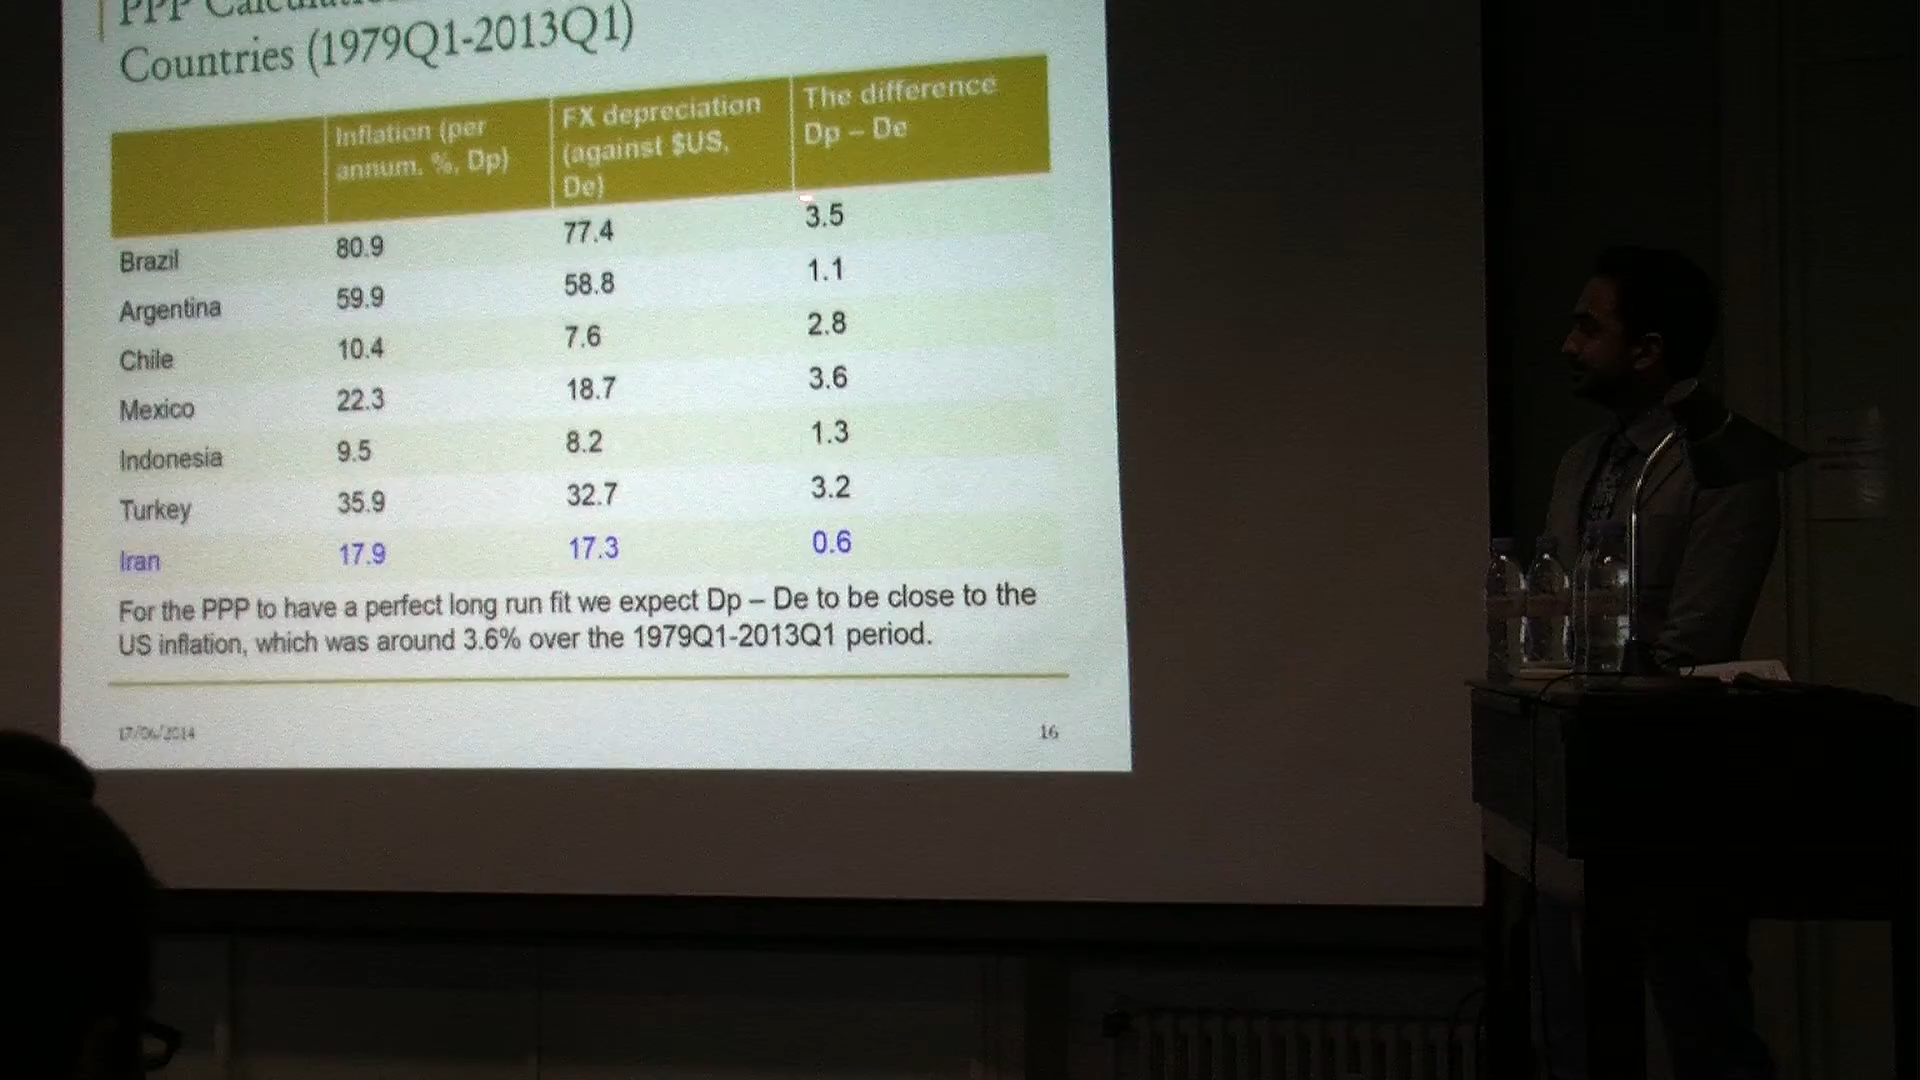 PPP Calculatio
Countries (1979Q1-2013Q1)
Inflation (per annum, %, Dp) FX depreciation (against $US, De) The difference Dp – De
Brazil 80.9 77.4 3.5
Argentina 59.9 58.8 1.1
Chile 10.4 7.6 2.8
Mexico 22.3 18.7 3.6
Indonesia 9.5 8.2 1.3
Turkey 35.9 32.7 3.2
Iran 17.9 17.3 0.6
For the PPP to have a perfect long run fit we expect Dp – De to be close to the
US inflation, which was around 3.6% over the 1979Q1-2013Q1 period.
17/06/2014 16